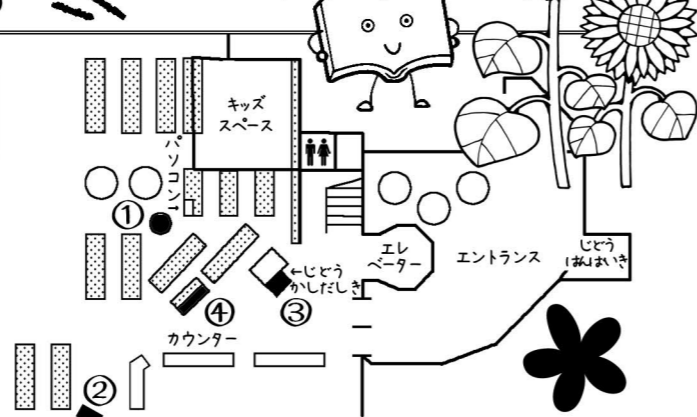 キッズ
スペース
パソコン→
①
エレ
ベーター
エントランス
じどう
はんばいき
←じどう
かしだしき
④
③
カウンター
②